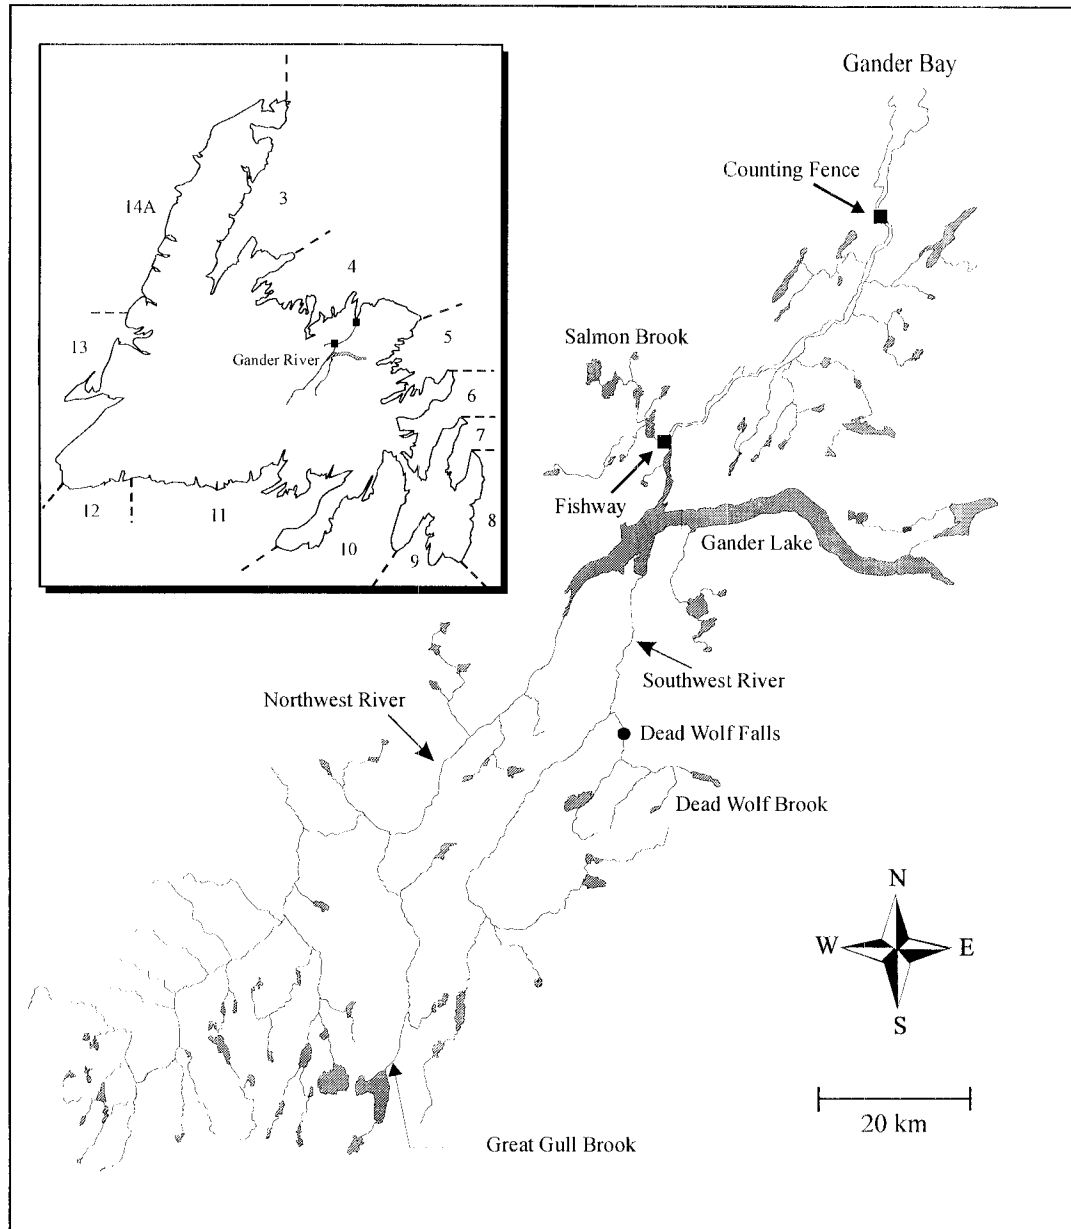 Gander Bay
Counting Fence
14A
3
4
Salmon Brook
5
13
Gander River
6
7
Fishway
12
11
8
Gander Lake
10
9
Southwest River
Northwest River
Dead Wolf Falls
Dead Wolf Brook
N
W
E
S
20 km
Great Gull Brook